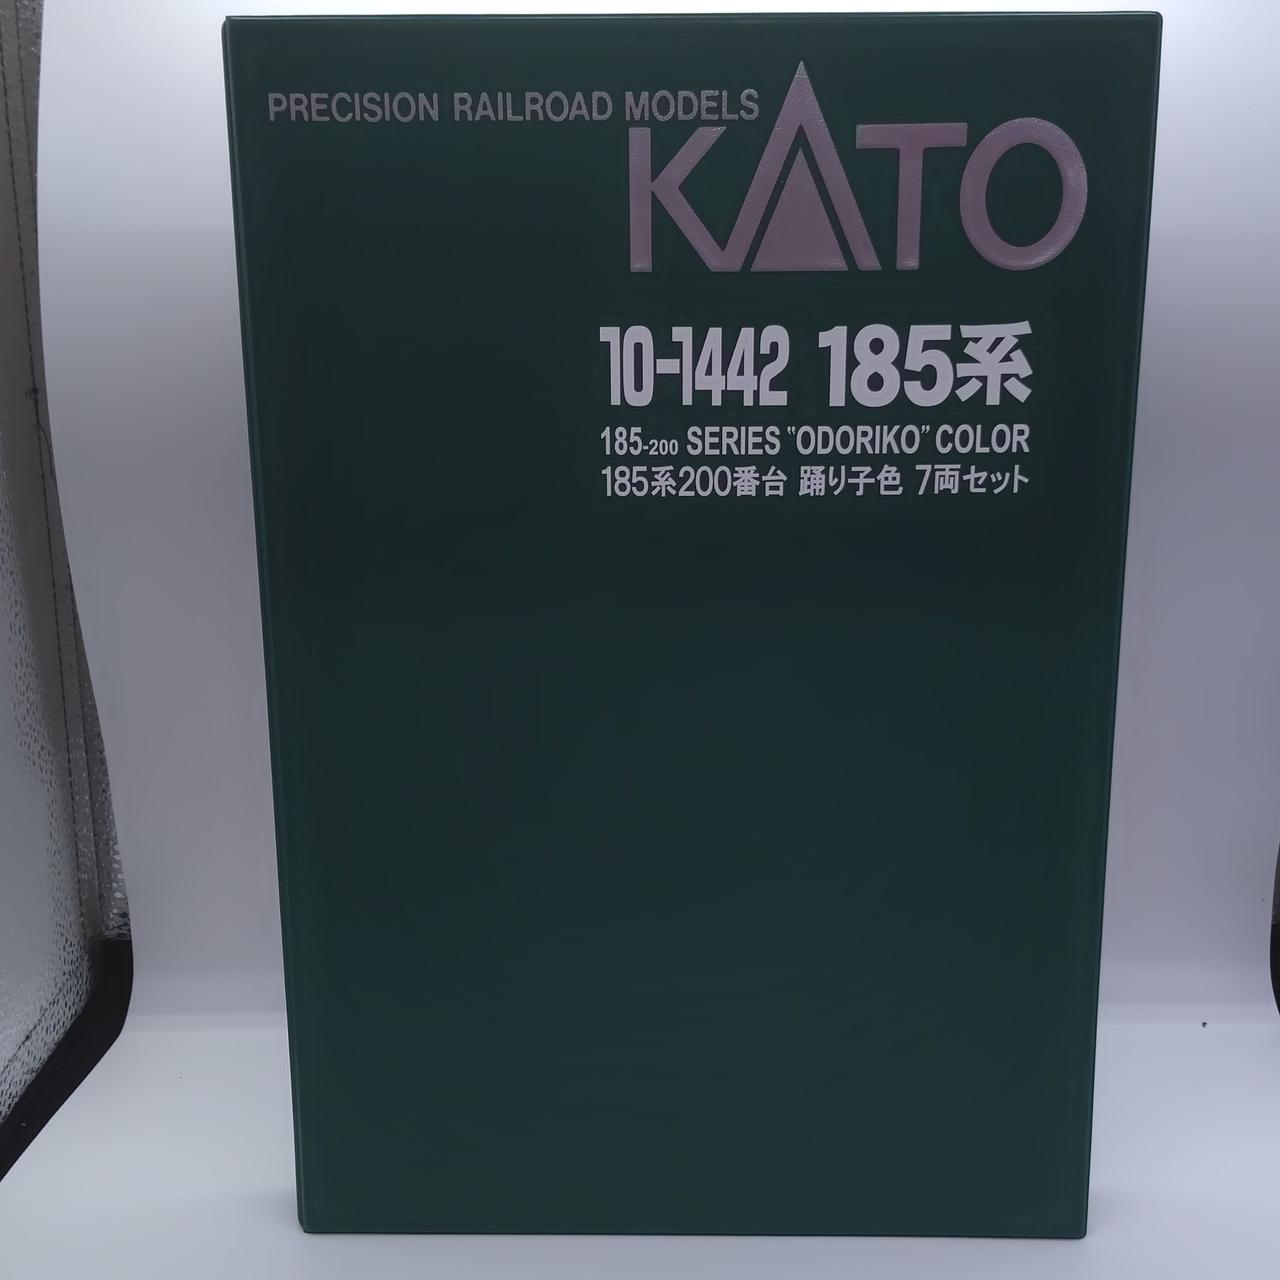 PRECISION RAILROAD MODELS
KATO
10-1442 185系
185-200 SERIES "ODORIKO" COLOR
185系200番台 踊り子色 7両セット